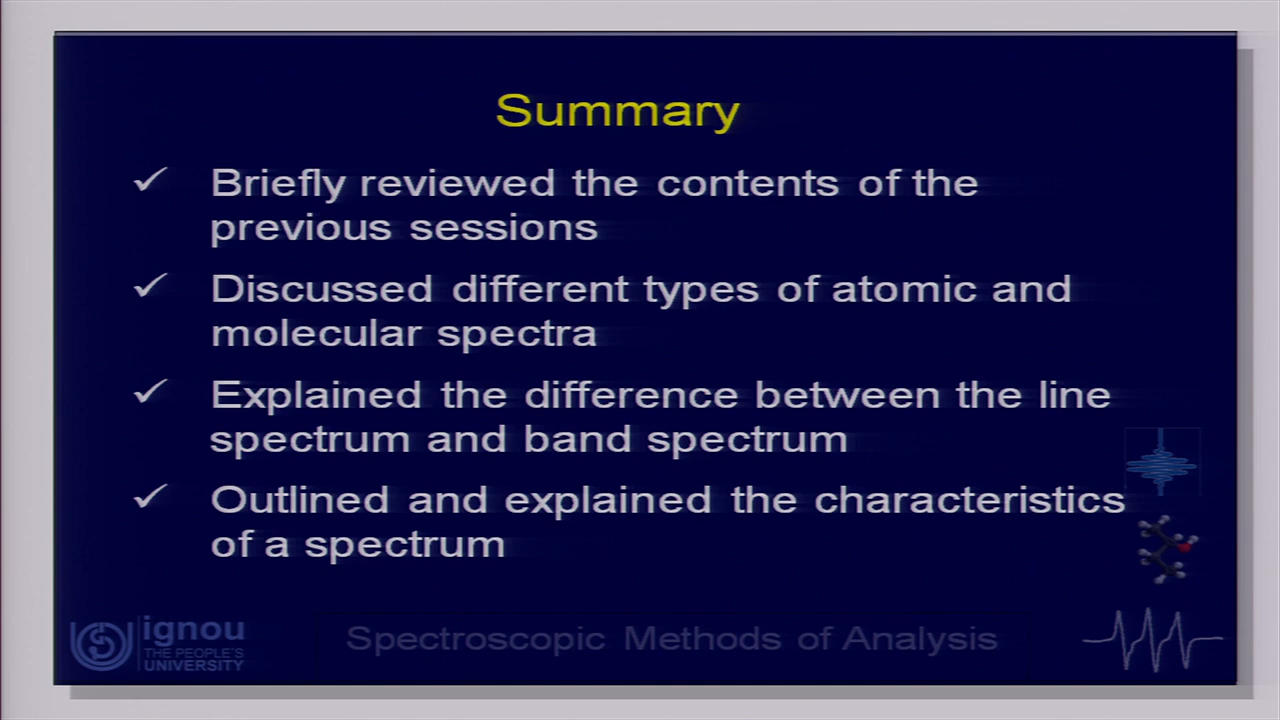 Summary
✓ Briefly reviewed the contents of the
previous sessions
✓ Discussed different types of atomic and
molecular spectra
✓ Explained the difference between the line
spectrum and band spectrum
✓ Outlined and explained the characteristics
of a spectrum
ignou
THE PEOPLE'S
UNIVERSITY
Spectroscopic Methods of Analysis